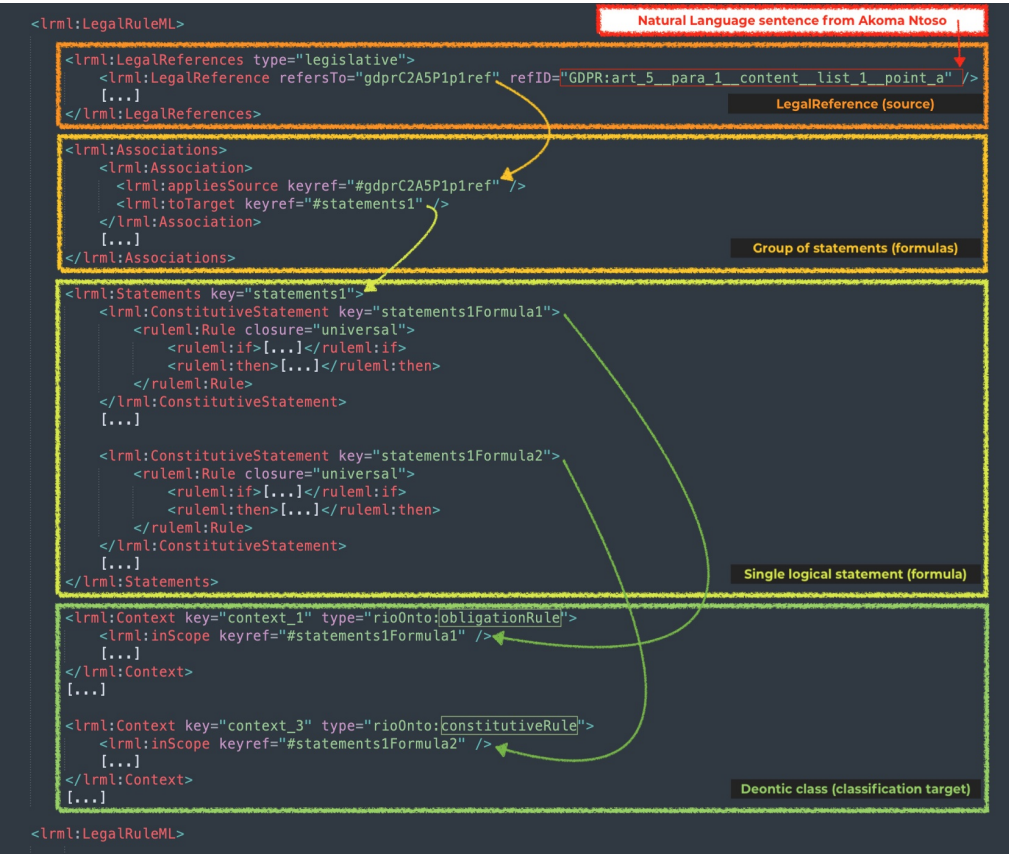 Natural Language sentence from Akoma Ntoso
<lrml:LegalRuleML>
<lrml:LegalReferences type="legislative">
<lrml:LegalReference refersTo="gdprC2A5P1p1ref" refID="GDPR:art_5__para_1__content__list_1__point_a" />
[...]
LegalReference (source)
</lrml:LegalReferences>
<lrml:Associations>
<lrml:Association>
<lrml:appliesSource keyref="#gdprC2A5P1p1ref" />
<lrml:toTarget keyref="#statements1" />
</lrml:Association>
[...]
Group of statements (formulas)
</lrml:Associations>
<lrml:Statements key="statements1">
<lrml:ConstitutiveStatement key="statements1Formula1">
<ruleml:Rule closure="universal">
<ruleml:if>[...]</ruleml:if>
<ruleml:then>[...]</ruleml:then>
</ruleml:Rule>
</lrml:ConstitutiveStatement>
[...]
<lrml:ConstitutiveStatement key="statements1Formula2">
<ruleml:Rule closure="universal">
<ruleml:if>[...]</ruleml:if>
<ruleml:then>[...]</ruleml:then>
</ruleml:Rule>
</lrml:ConstitutiveStatement>
[...]
Single logical statement (formula)
</lrml:Statements>
<lrml:Context key="context_1" type="rioOnto:obligationRule">
<lrml:inScope keyref="#statements1Formula1" />
[...]
</lrml:Context>
[...]
<lrml:Context key="context_3" type="rioOnto:constitutiveRule">
<lrml:inScope keyref="#statements1Formula2" />
[...]
</lrml:Context>
Deontic class (classification target)
[...]
<lrml:LegalRuleML>